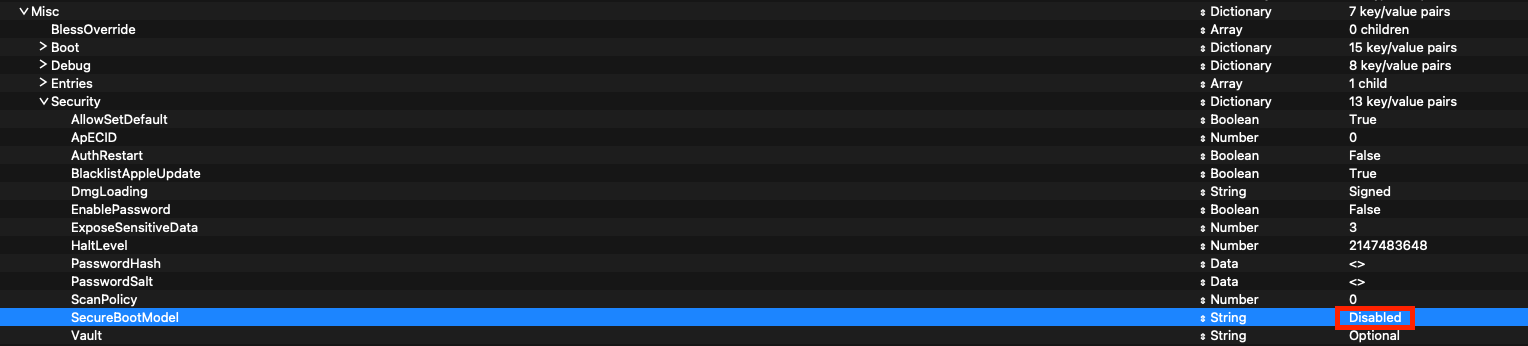 Misc Dictionary 7 key/value pairs
BlessOverride Array 0 children
Boot Dictionary 15 key/value pairs
Debug Dictionary 8 key/value pairs
Entries Array 1 child
Security Dictionary 13 key/value pairs
AllowSetDefault Boolean True
ApECID Number 0
AuthRestart Boolean False
BlacklistAppleUpdate Boolean True
DmgLoading String Signed
EnablePassword Boolean False
ExposeSensitiveData Number 3
HaltLevel Number 2147483648
PasswordHash Data <>
PasswordSalt Data <>
ScanPolicy Number 0
SecureBootModel String Disabled
Vault String Optional